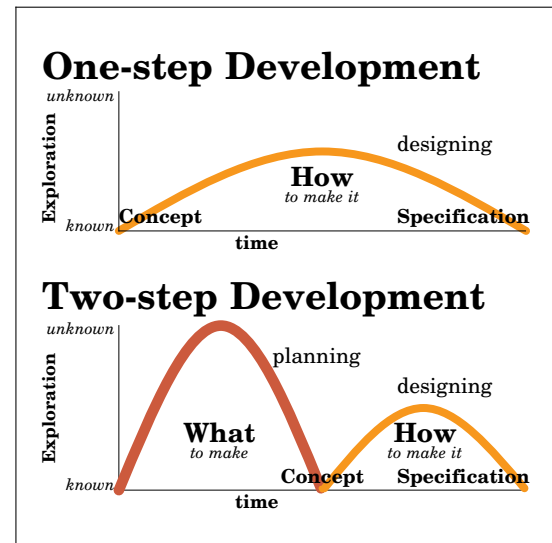 One-step Development
unknown
Exploration
designing
How
to make it
known
Concept
Specification
time
Two-step Development
unknown
Exploration
planning
designing
What
to make
How
to make it
Concept
Specification
known
time